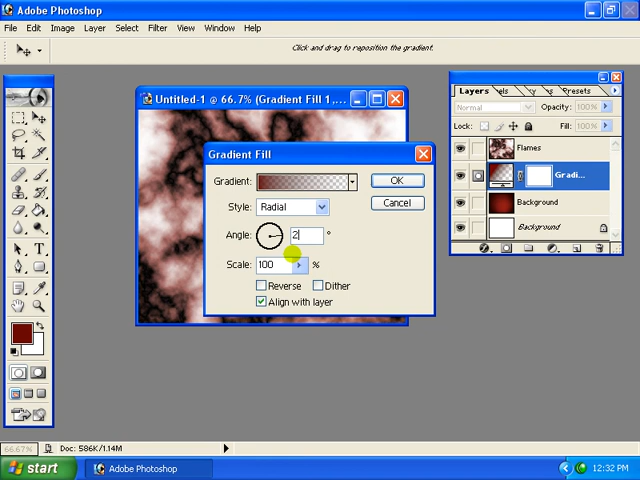 Adobe Photoshop
File Edit Image Layer Select Filter View Window Help
Click and drag to reposition the gradient.
Untitled-1 @ 66.7% (Gradient Fill 1,...
Gradient Fill
Gradient:
OK
Style: Radial
Cancel
Angle: 2 °
Scale: 100 %
Reverse Dither
Align with layer
Layers els y ys Presets
Normal Opacity: 100%
Lock: Fill: 100%
Flames
Gradi...
Background
Background
T
66.67% Doc: 586K/1.14M
start Adobe Photoshop 12:32 PM